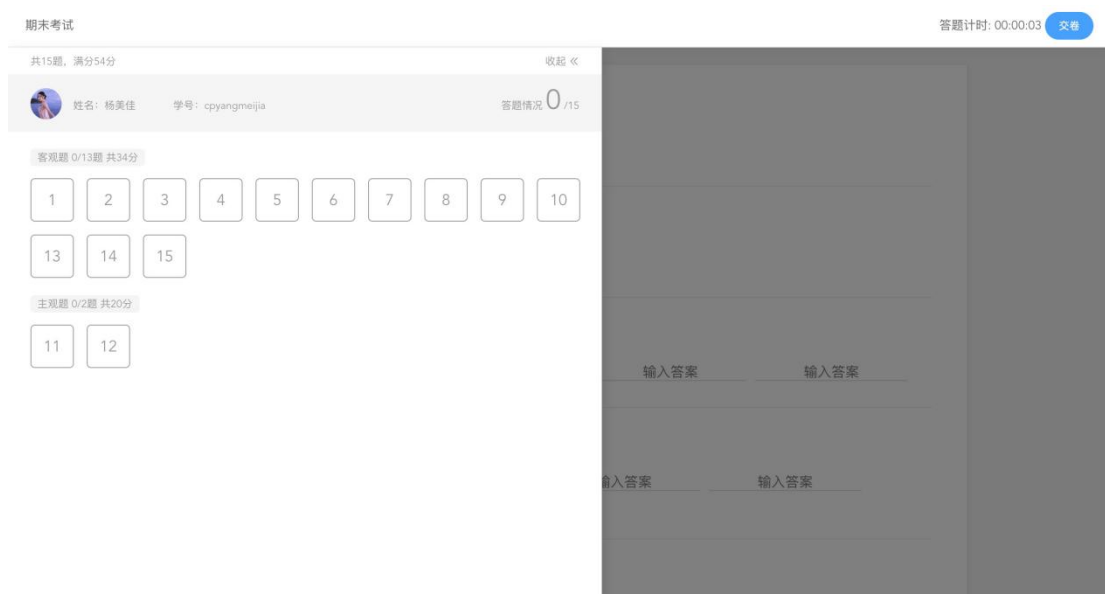 期末考试
答题计时: 00:00:03 交卷
共15题，满分54分 收起 《
姓名：杨美佳 学号：cpyangmeijia 答题情况 0 /15
客观题 0/13题 共34分
1 2 3 4 5 6 7 8 9 10
13 14 15
主观题 0/2题 共20分
11 12
输入答案 输入答案
输入答案 输入答案